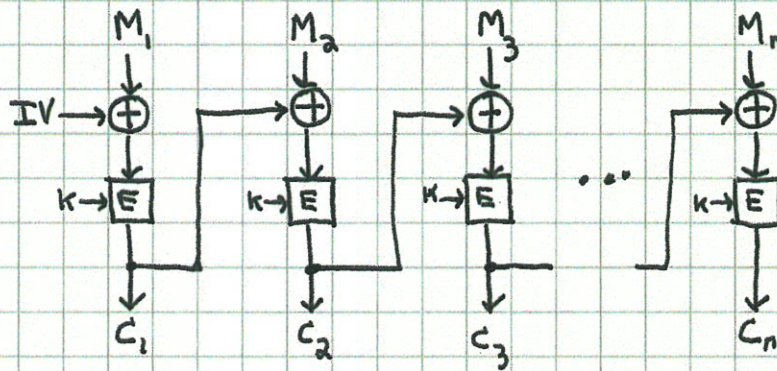 M₁ M₂ M₃ Mₙ
IV
K E K E K E K E
...
C₁ C₂ C₃ Cₙ